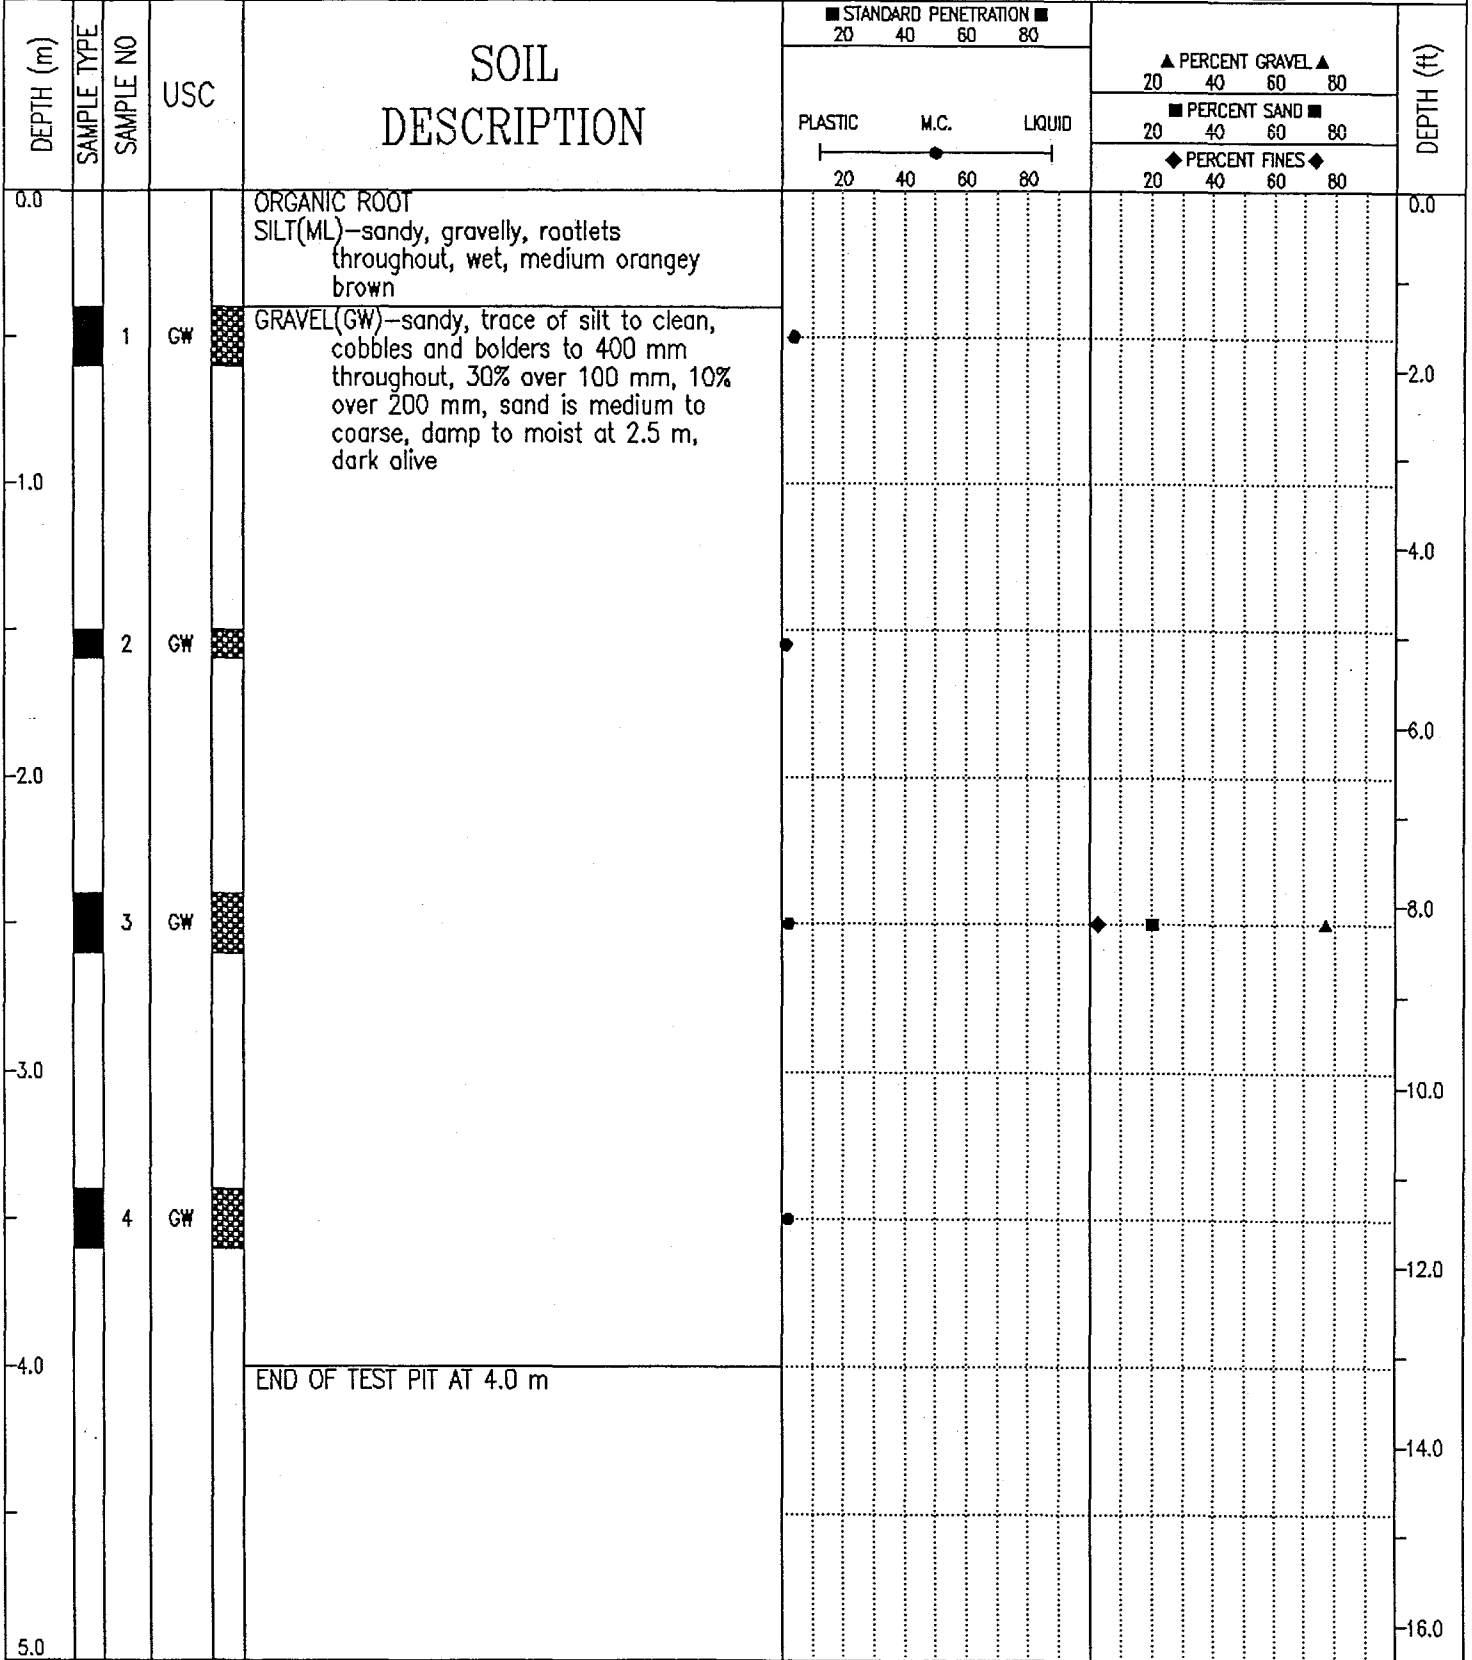 DEPTH (m)
SAMPLE TYPE
SAMPLE NO
USC
SOIL
DESCRIPTION
■ STANDARD PENETRATION ■
20 40 60 80
PLASTIC M.C. LIQUID
20 40 60 80
▲ PERCENT GRAVEL ▲
20 40 60 80
■ PERCENT SAND ■
20 40 60 80
◆ PERCENT FINES ◆
20 40 60 80
DEPTH (ft)
0.0
ORGANIC ROOT
0.0
SILT(ML)-sandy, gravelly, rootlets
throughout, wet, medium orangey
brown
1 GW
GRAVEL(GW)-sandy, trace of silt to clean,
cobbles and bolders to 400 mm
throughout, 30% over 100 mm, 10%
2.0
over 200 mm, sand is medium to
coarse, damp to moist at 2.5 m,
dark olive
1.0
4.0
2 GW
6.0
2.0
3 GW
8.0
3.0
10.0
4 GW
12.0
4.0
END OF TEST PIT AT 4.0 m
14.0
16.0
5.0